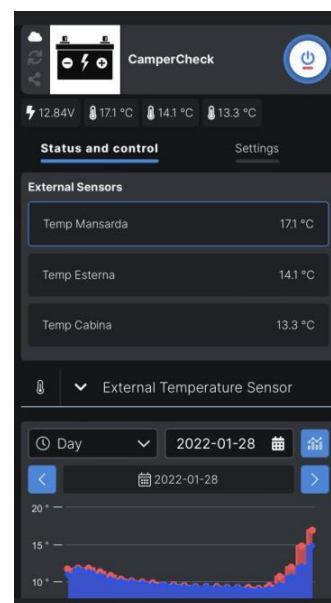 CamperCheck
12.84V 17.1 °C 14.1 °C 13.3 °C
Status and control Settings
External Sensors
Temp Mansarda 17.1 °C
Temp Esterna 14.1 °C
Temp Cabina 13.3 °C
External Temperature Sensor
Day 2022-01-28
2022-01-28
20°
15°
10°